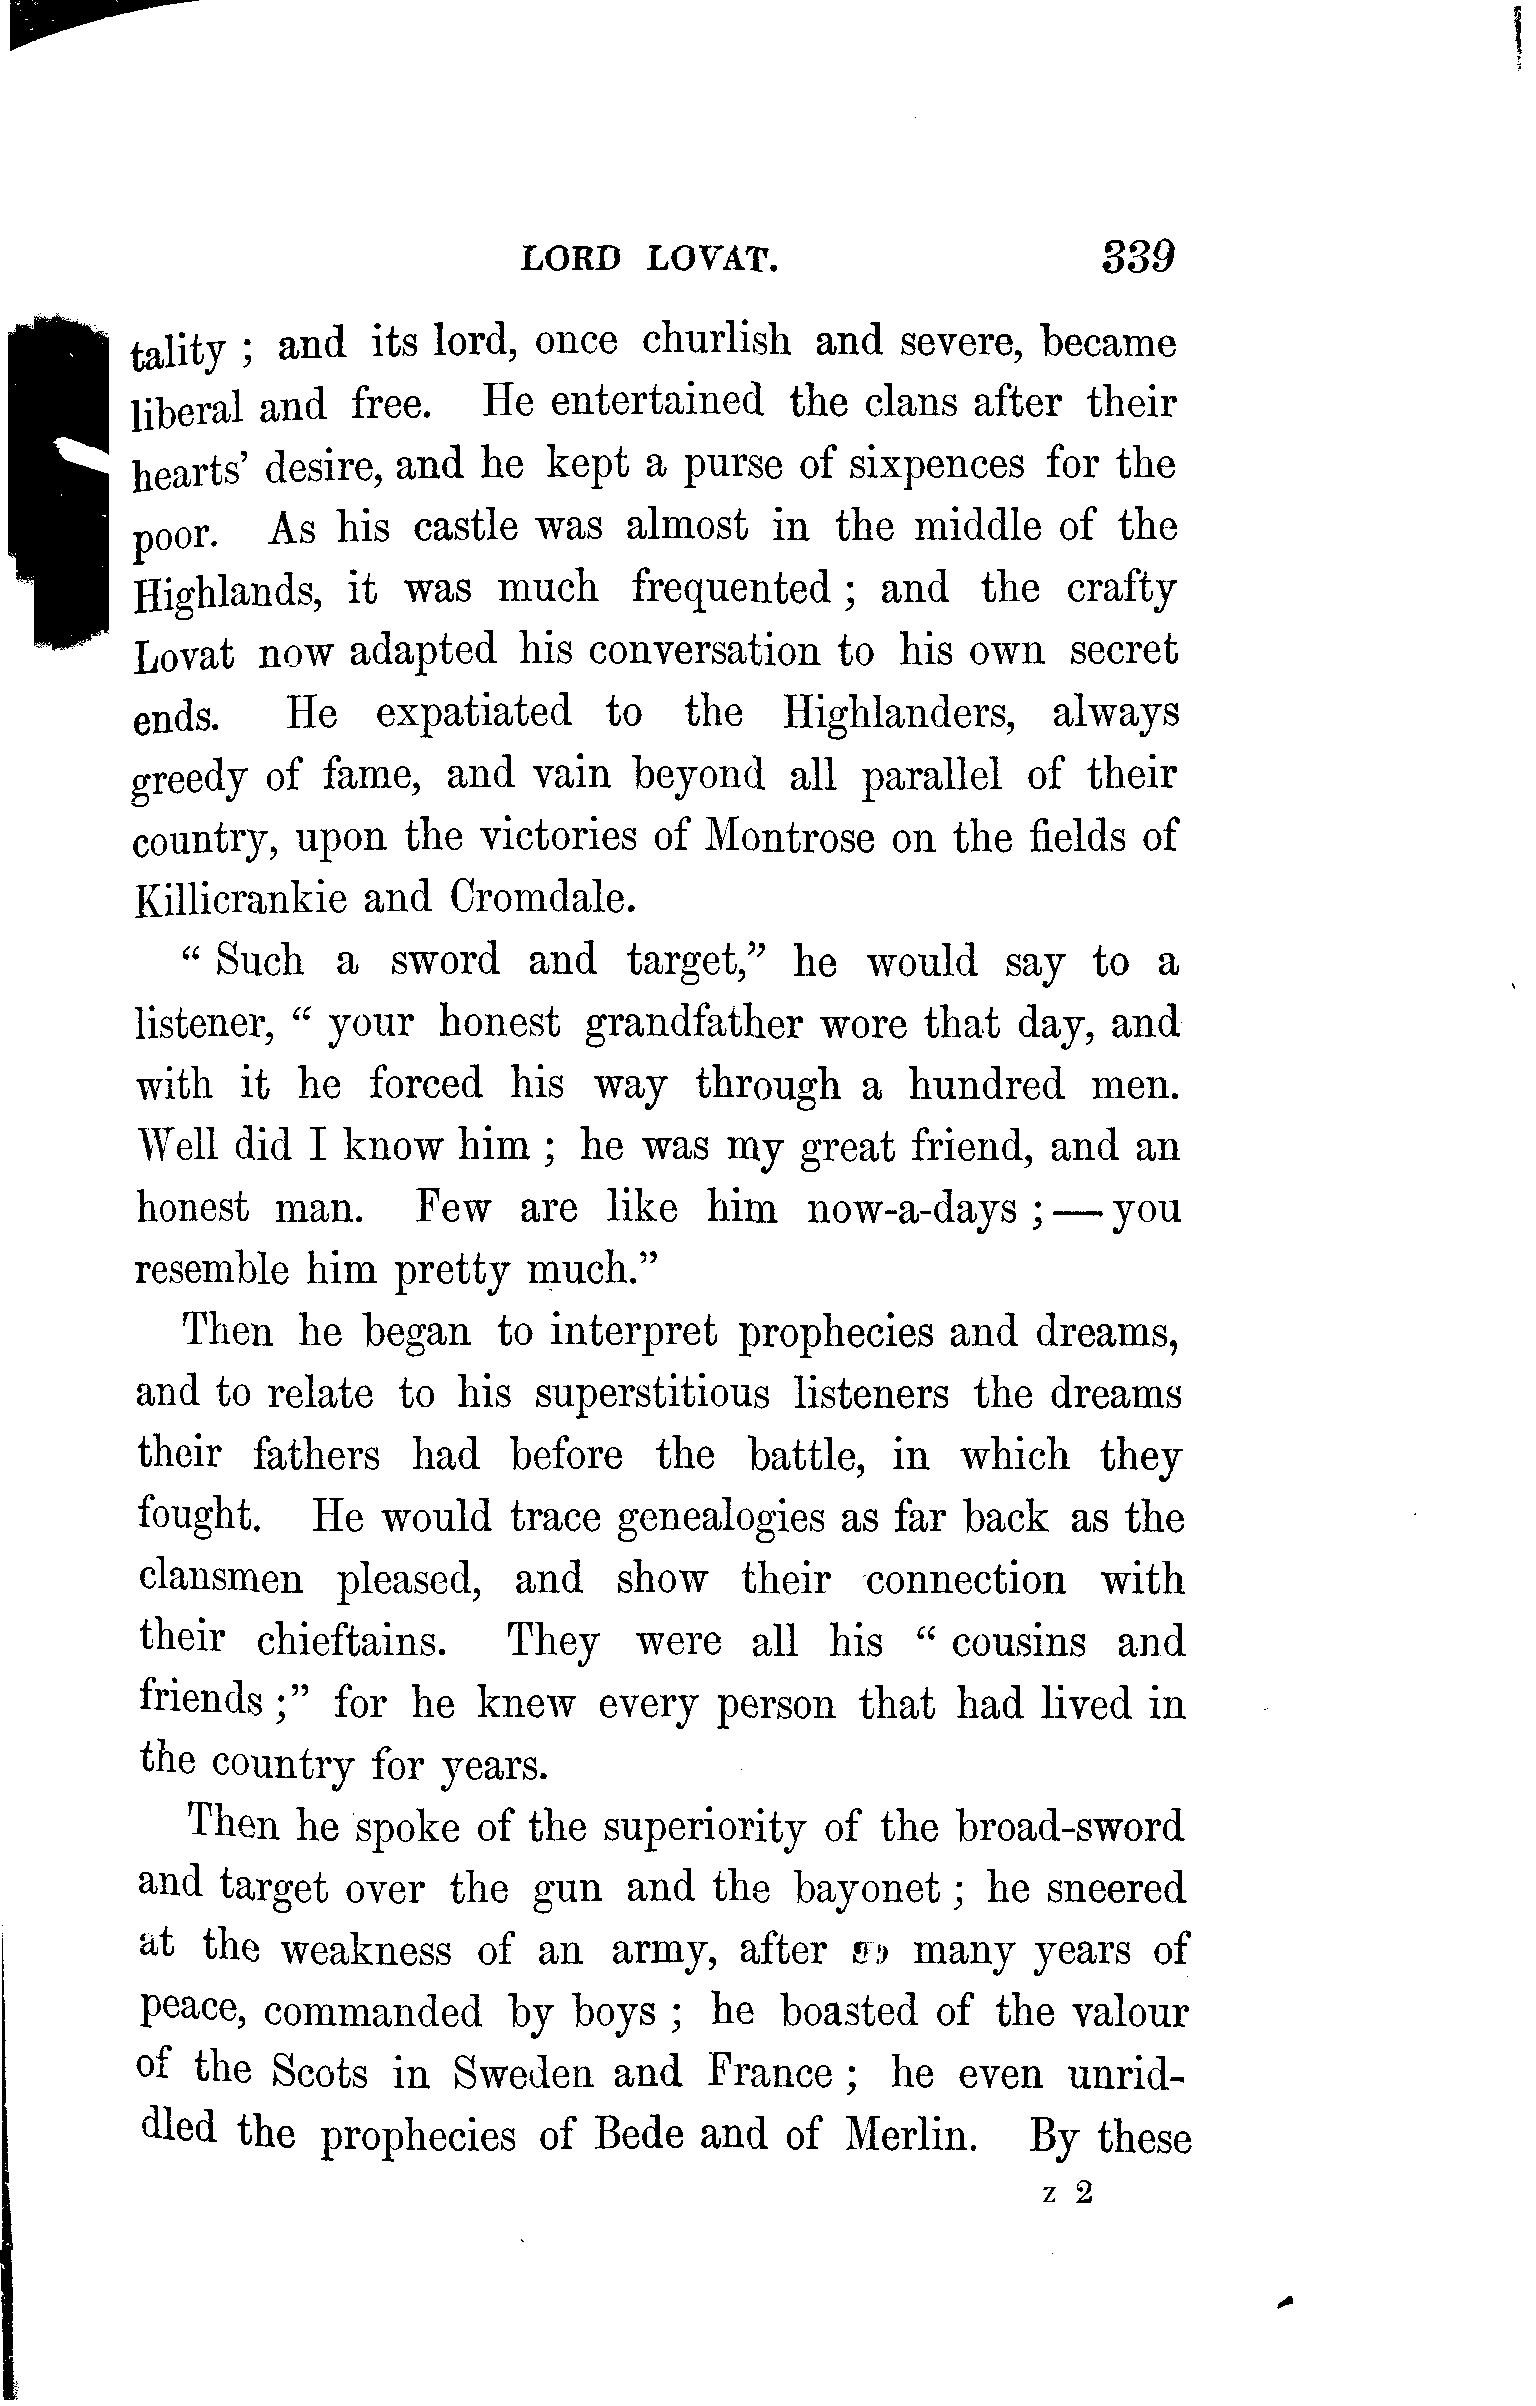 LORD LOVAT. 339
tality ; and its lord, once churlish and severe, became
liberal and free. He entertained the clans after their
hearts’ desire, and he kept a purse of sixpences for the
poor. As his castle was almost in the middle of the
Highlands, it was much frequented ; and the crafty
Lovat now adapted his conversation to his own secret
ends. He expatiated to the Highlanders, always
greedy of fame, and vain beyond all parallel of their
country, upon the victories of Montrose on the fields of
Killicrankie and Cromdale.
“ Such a sword and target,” he would say to a
listener, “ your honest grandfather wore that day, and
with it he forced his way through a hundred men.
Well did I know him ; he was my great friend, and an
honest man. Few are like him now-a-days ;—you
resemble him pretty much.”
Then he began to interpret prophecies and dreams,
and to relate to his superstitious listeners the dreams
their fathers had before the battle, in which they
fought. He would trace genealogies as far back as the
clansmen pleased, and show their connection with
their chieftains. They were all his “ cousins and
friends ;” for he knew every person that had lived in
the country for years.
Then he spoke of the superiority of the broad-sword
and target over the gun and the bayonet ; he sneered
at the weakness of an army, after so many years of
peace, commanded by boys ; he boasted of the valour
of the Scots in Sweden and France ; he even unrid-
dled the prophecies of Bede and of Merlin. By these
z 2